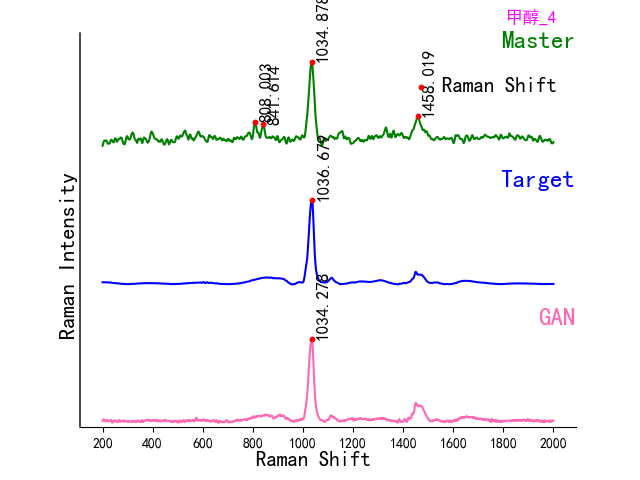 甲醇_4
Master
1034.878
808.003
841.614
1458.019
Raman Shift
Target
1036.679
GAN
1034.278
Raman Intensity
200 400 600 800 1000 1200 1400 1600 1800 2000
Raman Shift